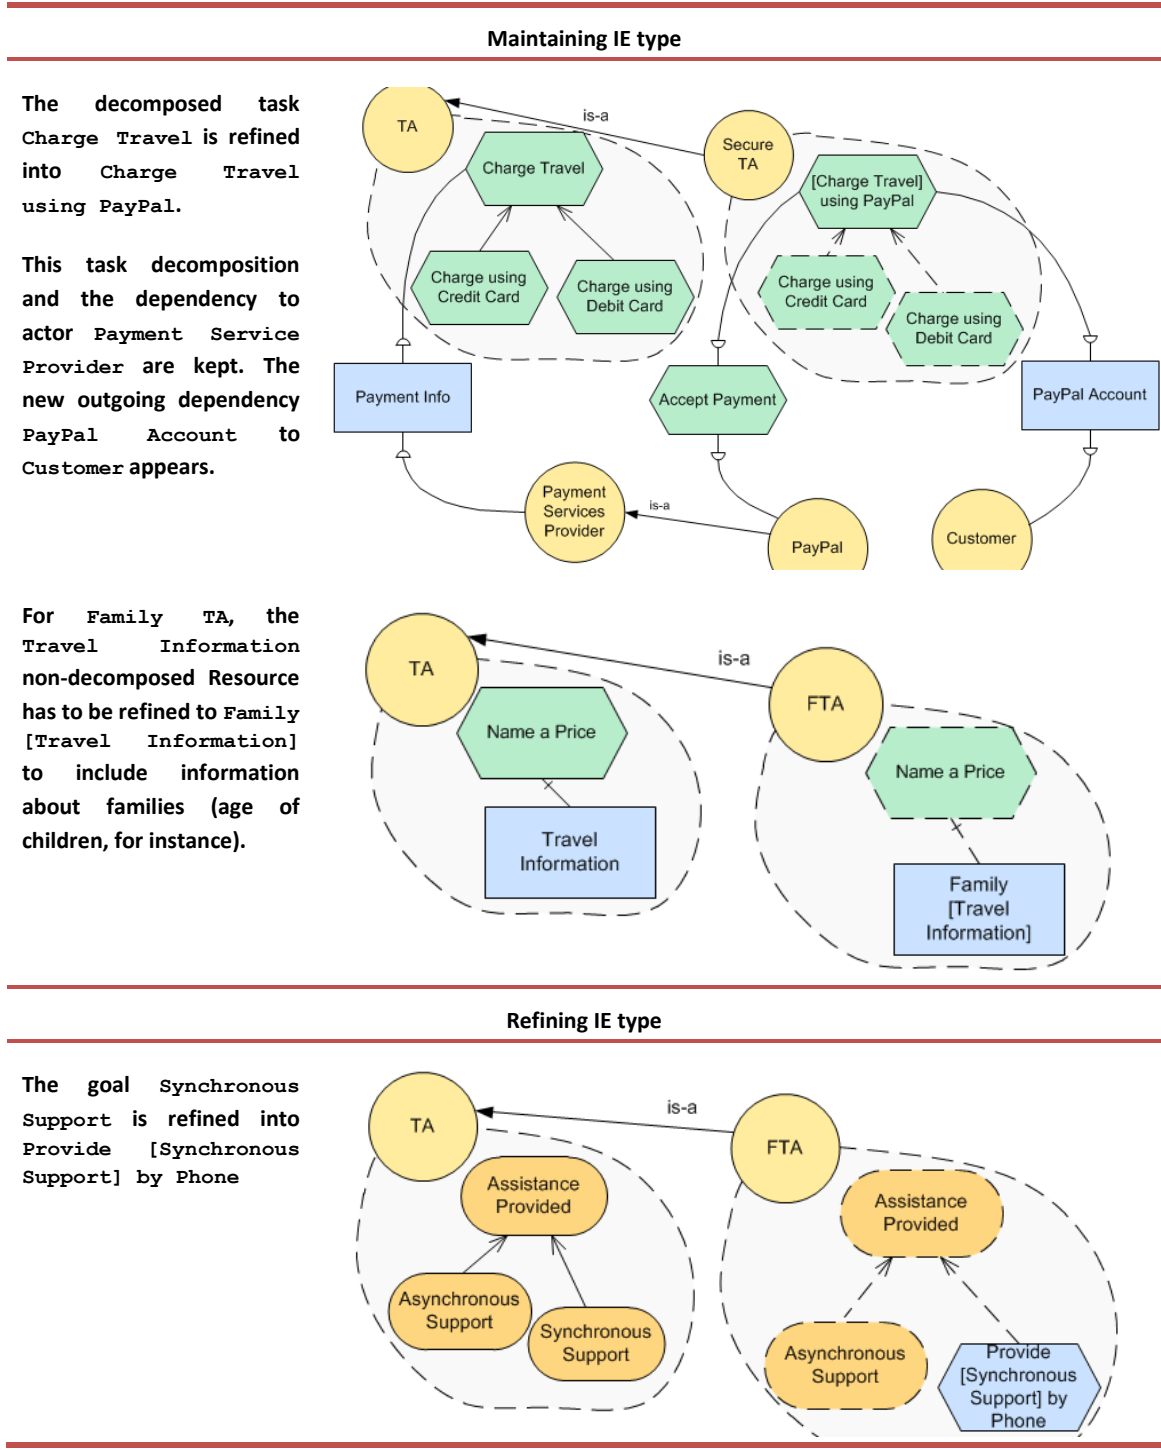 Maintaining IE type
The decomposed task
Charge Travel is refined
into Charge Travel
using PayPal.
This task decomposition
and the dependency to
actor Payment Service
Provider are kept. The
new outgoing dependency
PayPal Account to
Customer appears.
TA
is-a
Secure
TA
Charge Travel
[Charge Travel]
using PayPal
Charge using
Credit Card
Charge using
Debit Card
Charge using
Credit Card
Charge using
Debit Card
Payment Info
Accept Payment
PayPal Account
Payment
Services
Provider
is-a
PayPal
Customer
For Family TA, the
Travel Information
non-decomposed Resource
has to be refined to Family
[Travel Information]
to include information
about families (age of
children, for instance).
TA
is-a
FTA
Name a Price
Name a Price
Travel
Information
Family
[Travel
Information]
Refining IE type
The goal Synchronous
Support is refined into
Provide [Synchronous
Support] by Phone
TA
is-a
FTA
Assistance
Provided
Assistance
Provided
Asynchronous
Support
Synchronous
Support
Asynchronous
Support
Provide
[Synchronous
Support] by
Phone